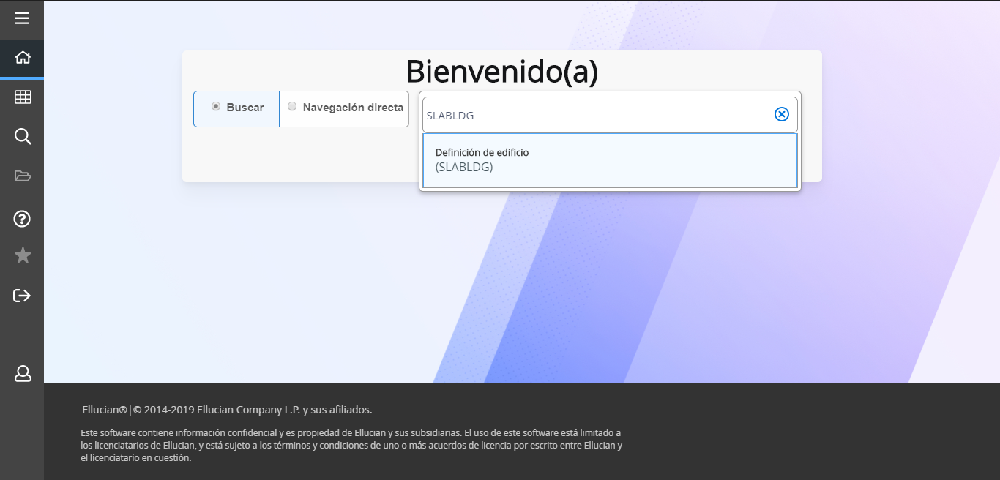 Bienvenido(a)
Buscar
Navegación directa
SLABLDG
Definición de edificio
(SLABLDG)
Ellucian®|© 2014-2019 Ellucian Company L.P. y sus afiliados.
Este software contiene información confidencial y es propiedad de Ellucian y sus subsidiarias. El uso de este software está limitado a
los licenciatarios de Ellucian, y está sujeto a los términos y condiciones de uno o más acuerdos de licencia por escrito entre Ellucian y
el licenciatario en cuestión.